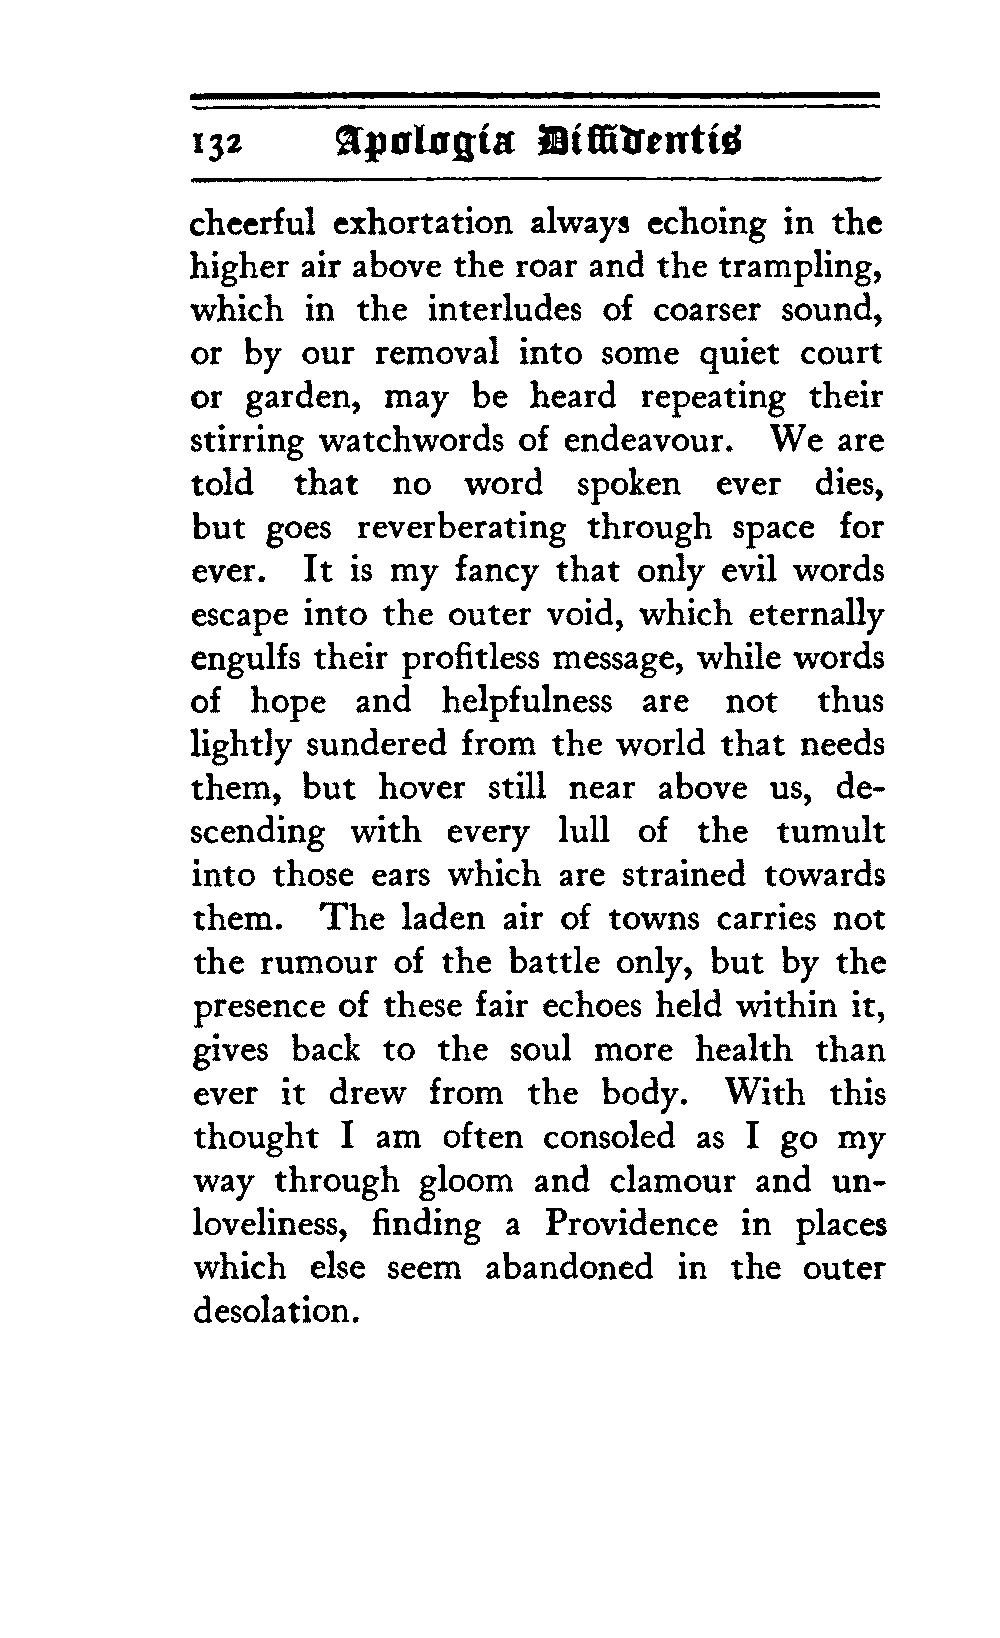 132 Apologia Diffidentis
cheerful exhortation always echoing in the
higher air above the roar and the trampling,
which in the interludes of coarser sound,
or by our removal into some quiet court
or garden, may be heard repeating their
stirring watchwords of endeavour. We are
told that no word spoken ever dies,
but goes reverberating through space for
ever. It is my fancy that only evil words
escape into the outer void, which eternally
engulfs their profitless message, while words
of hope and helpfulness are not thus
lightly sundered from the world that needs
them, but hover still near above us, de-
scending with every lull of the tumult
into those ears which are strained towards
them. The laden air of towns carries not
the rumour of the battle only, but by the
presence of these fair echoes held within it,
gives back to the soul more health than
ever it drew from the body. With this
thought I am often consoled as I go my
way through gloom and clamour and un-
loveliness, finding a Providence in places
which else seem abandoned in the outer
desolation.